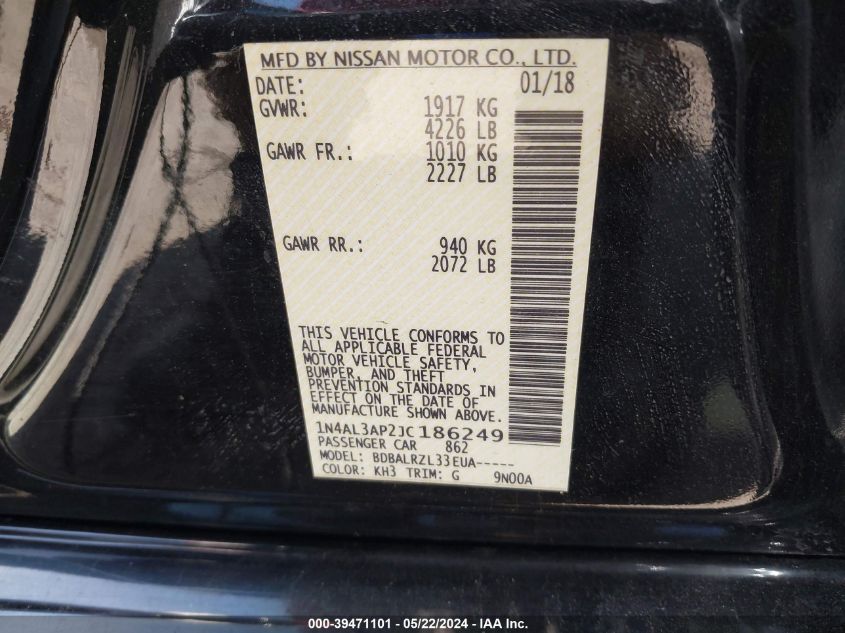 MFD BY NISSAN MOTOR CO., LTD.
DATE: 01/18
GVWR: 1917 KG
4226 LB
GAWR FR.: 1010 KG
2227 LB
GAWR RR.: 940 KG
2072 LB
THIS VEHICLE CONFORMS TO
ALL APPLICABLE FEDERAL
MOTOR VEHICLE SAFETY,
BUMPER, AND THEFT
PREVENTION STANDARDS IN
EFFECT ON THE DATE OF
MANUFACTURE SHOWN ABOVE.
1N4AL3AP2JC186249
PASSENGER CAR 862
MODEL: BDBALRZL33EUA-----
COLOR: KH3 TRIM: G 9N00A
000-39471101 - 05/22/2024 - IAA Inc.